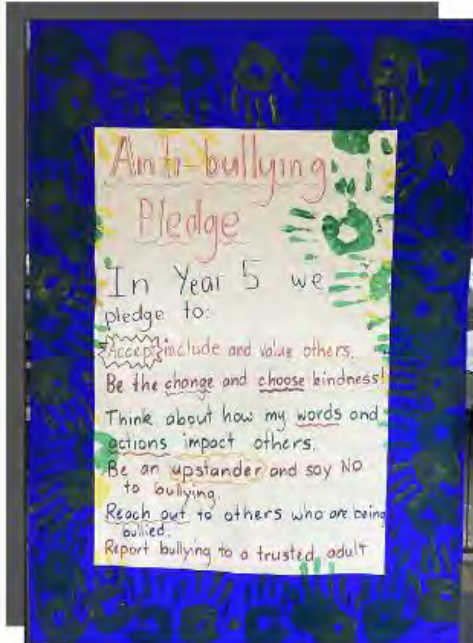 Anti-bullying
Pledge
In Year 5 we
pledge to:
Accept include and value others.
Be the change and choose kindness!
Think about how my words and
actions impact others.
Be an upstander and say NO
to bullying.
Reach out to others who are being
bullied.
Report bullying to a trusted adult